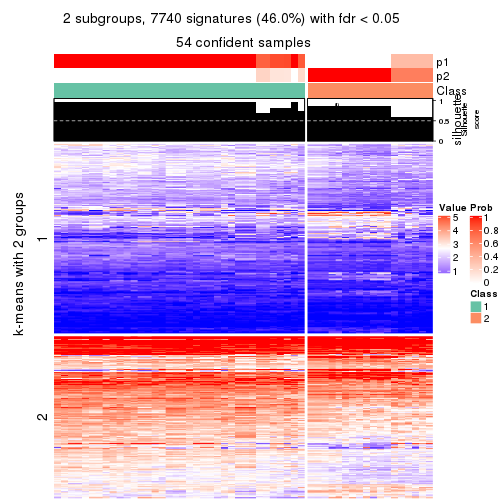 2 subgroups, 7740 signatures (46.0%) with fdr < 0.05
54 confident samples
p1
p2
Class
1
0.5
0
silhouette
Silhouette
score
k-means with 2 groups
1
2
Value
5
4
3
2
1
Prob
1
0.8
0.6
0.4
0.2
0
Class
1
2